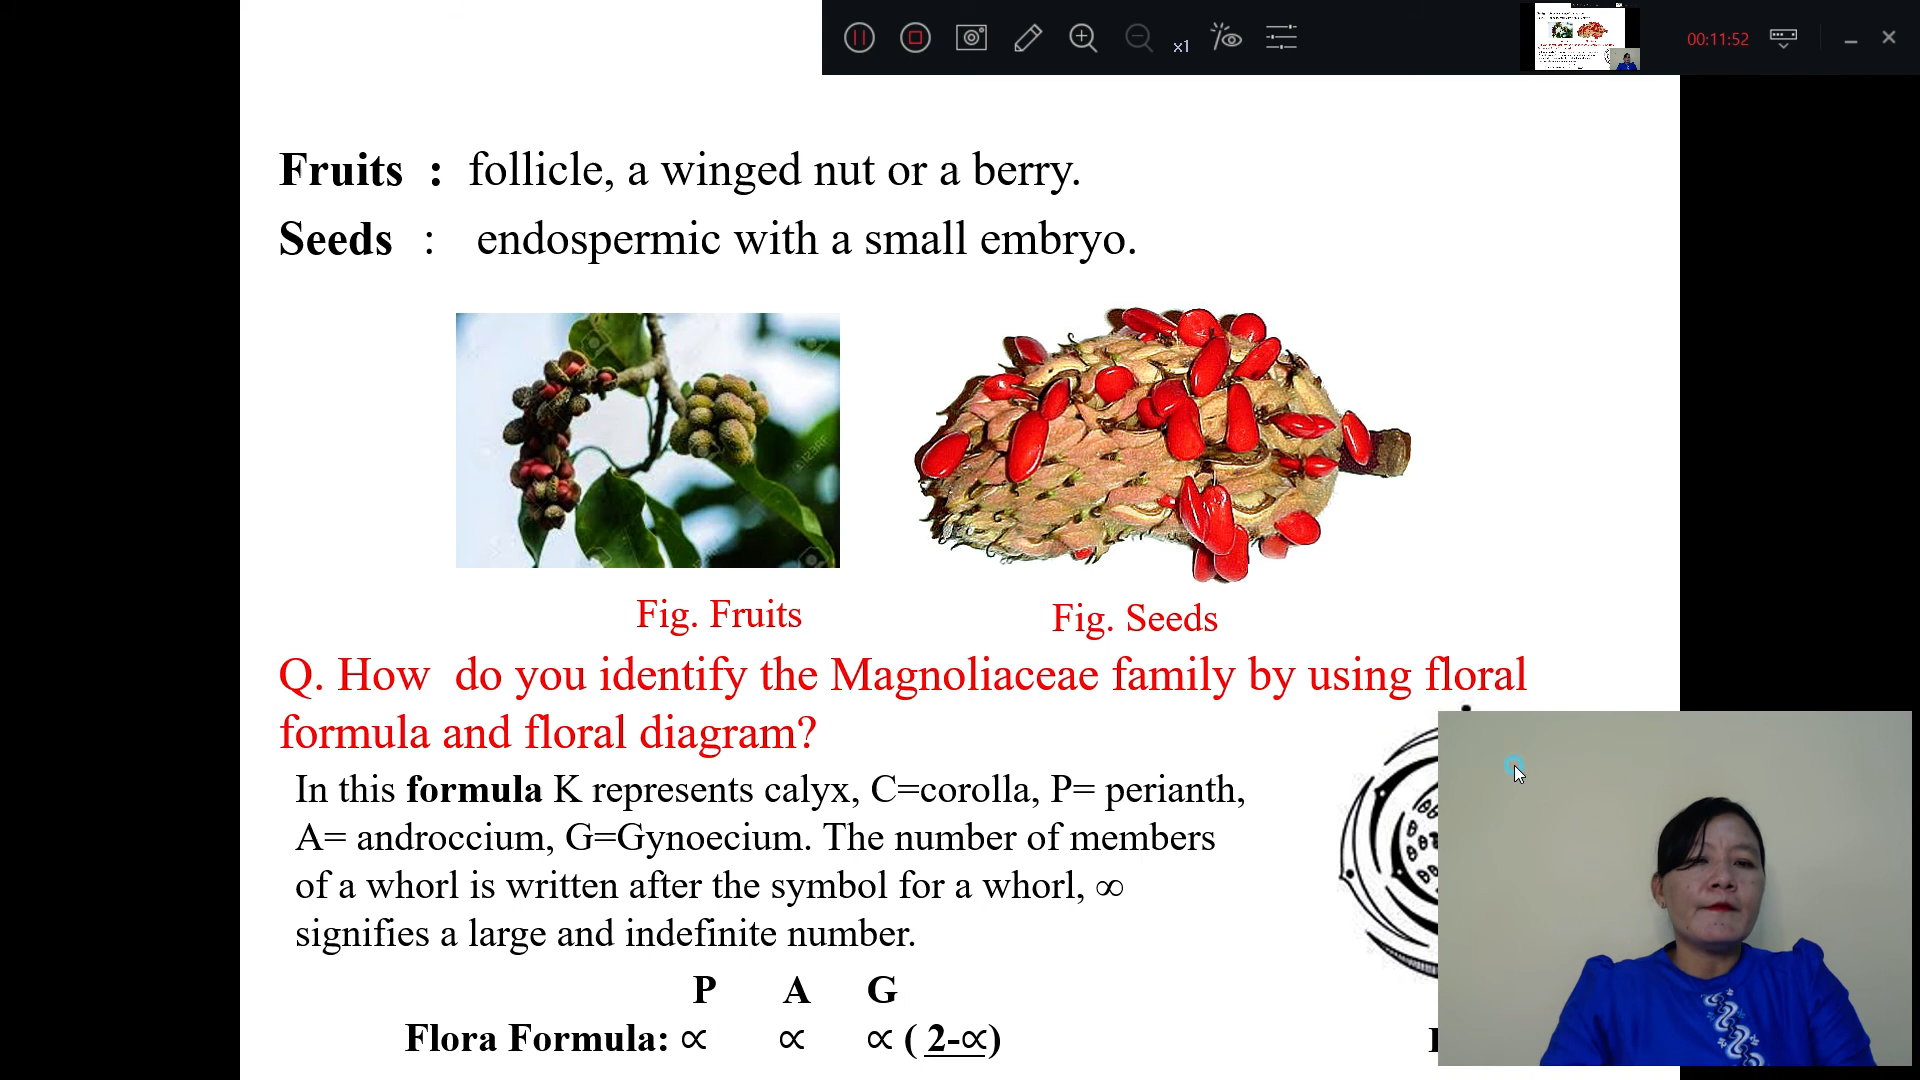 x1
00:11:52
Fruits : follicle, a winged nut or a berry.
Seeds : endospermic with a small embryo.
Fig. Fruits
Fig. Seeds
Q. How do you identify the Magnoliaceae family by using floral
formula and floral diagram?
In this formula K represents calyx, C=corolla, P= perianth,
A= androccium, G=Gynoecium. The number of members
of a whorl is written after the symbol for a whorl, ∞
signifies a large and indefinite number.
P A G
Flora Formula: ∝ ∝ ∝ ( 2-∝)